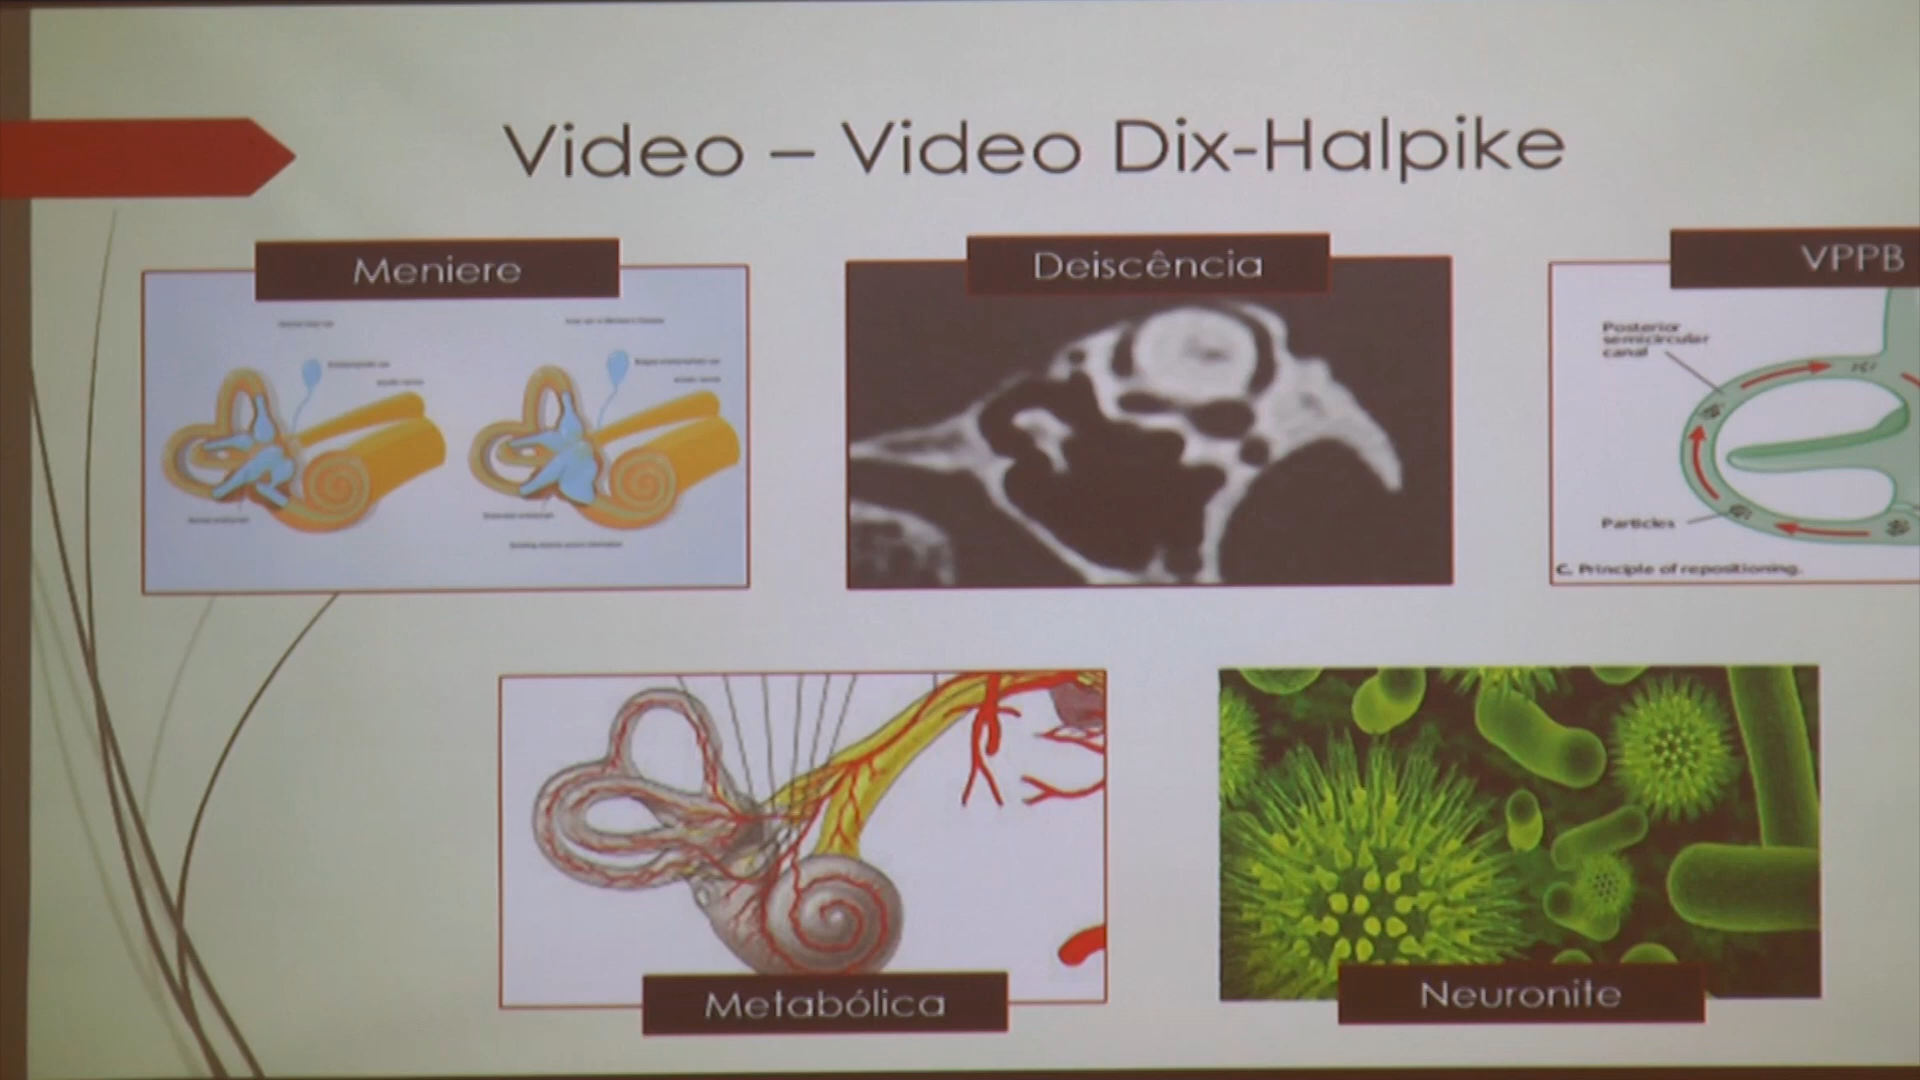 Video – Video Dix-Halpike
Meniere
Deiscência
VPPB
Posterior
semicircular
canal
Particles
C. Principle of repositioning.
Metabólica
Neuronite